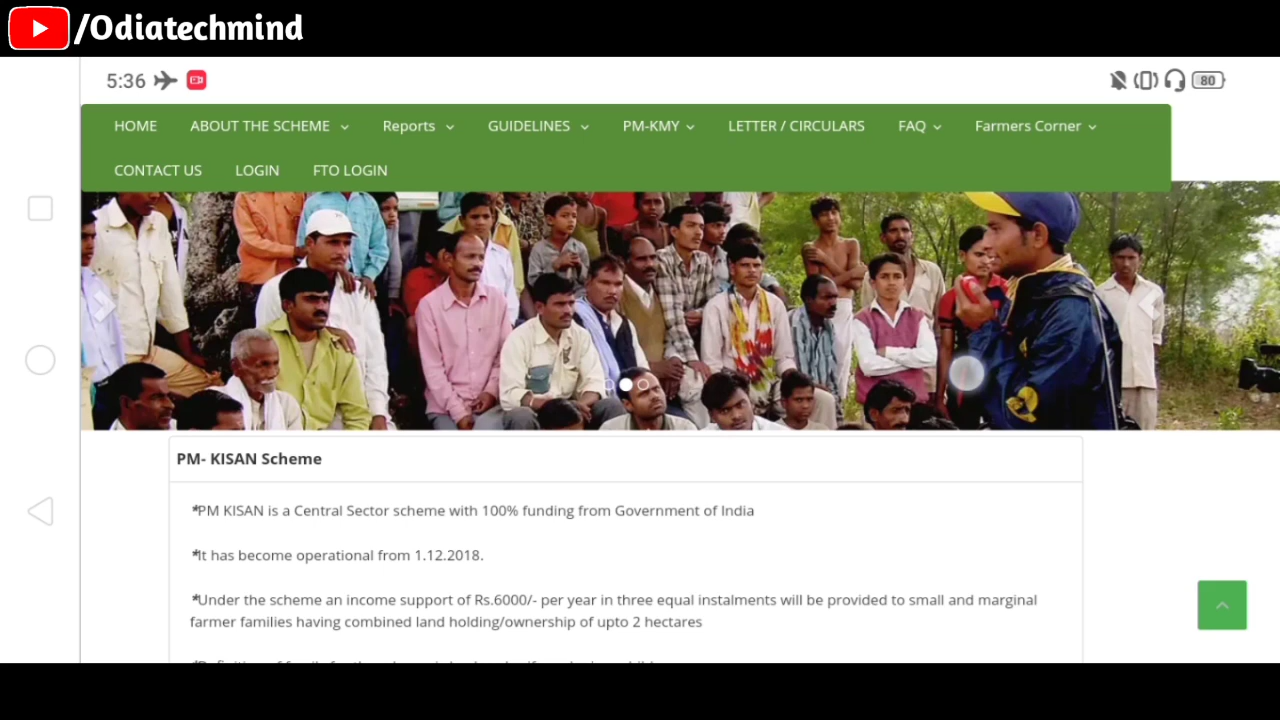 /Odiatechmind
5:36
80
HOME ABOUT THE SCHEME Reports GUIDELINES PM-KMY LETTER / CIRCULARS FAQ Farmers Corner
CONTACT US LOGIN FTO LOGIN
PM- KISAN Scheme
*PM KISAN is a Central Sector scheme with 100% funding from Government of India
*It has become operational from 1.12.2018.
*Under the scheme an income support of Rs.6000/- per year in three equal instalments will be provided to small and marginal
farmer families having combined land holding/ownership of upto 2 hectares